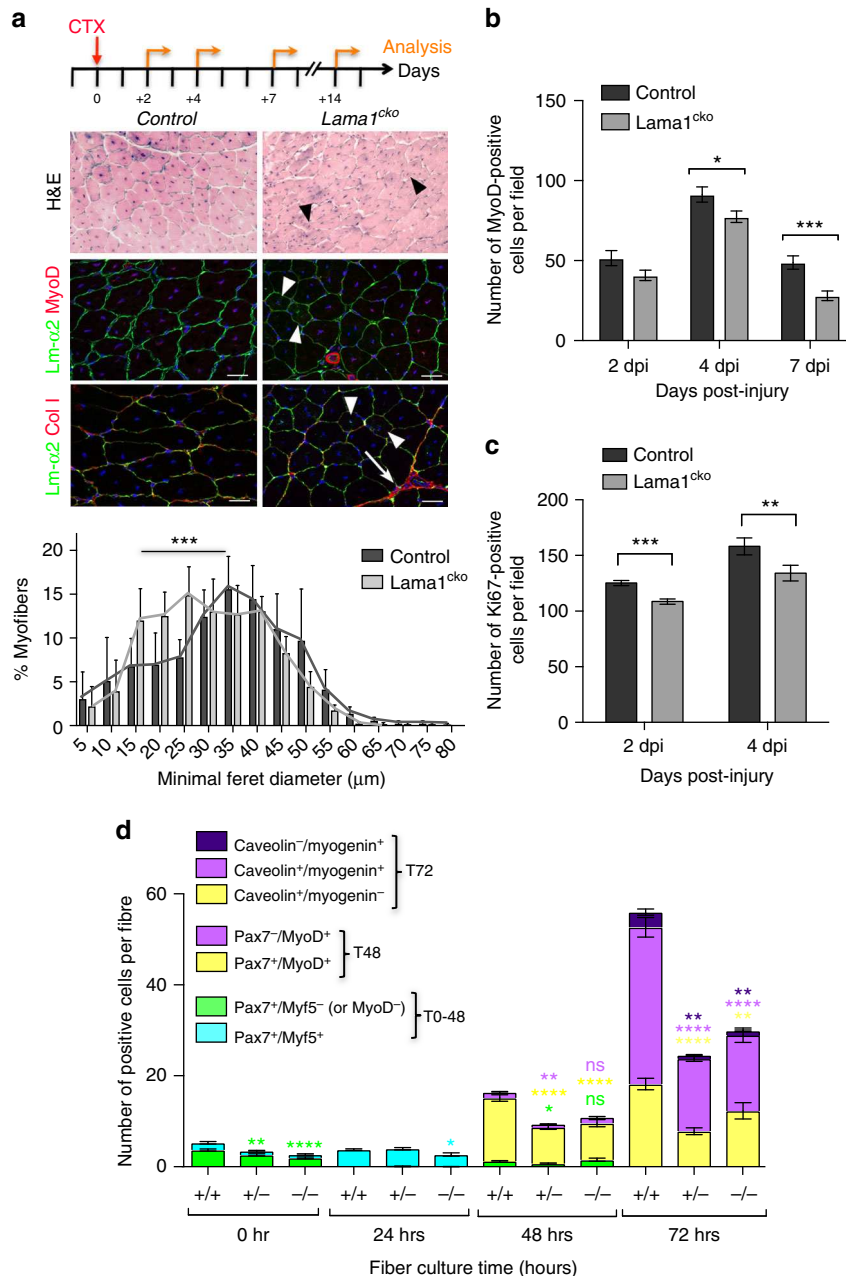 a
CTX
Analysis
Days
0 +2 +4 +7 +14
Control Lama1cko
H&E
Lm-α2 MyoD
Lm-α2 Col I
20
15
10
5
0
% Myofibers
***
Control
Lama1cko
5 10 15 20 25 30 35 40 45 50 55 60 65 70 75 80
Minimal feret diameter (μm)
b
Control
Lama1cko
150
100
50
0
Number of MyoD-positive
cells per field
*
***
2 dpi 4 dpi 7 dpi
Days post-injury
c
Control
Lama1cko
200
150
100
50
0
Number of Ki67-positive
cells per field
***
**
2 dpi 4 dpi
Days post-injury
d
Caveolin−/myogenin+
Caveolin+/myogenin+
Caveolin+/myogenin−
T72
Pax7−/MyoD+
Pax7+/MyoD+
T48
Pax7+/Myf5− (or MyoD−)
Pax7+/Myf5+
T0-48
60
40
20
0
Number of positive cells per fibre
**
****
*
**
****
*
ns
****
ns
**
****
****
**
****
**
+/+ +/− −/− +/+ +/− −/− +/+ +/− −/− +/+ +/− −/−
0 hr 24 hrs 48 hrs 72 hrs
Fiber culture time (hours)